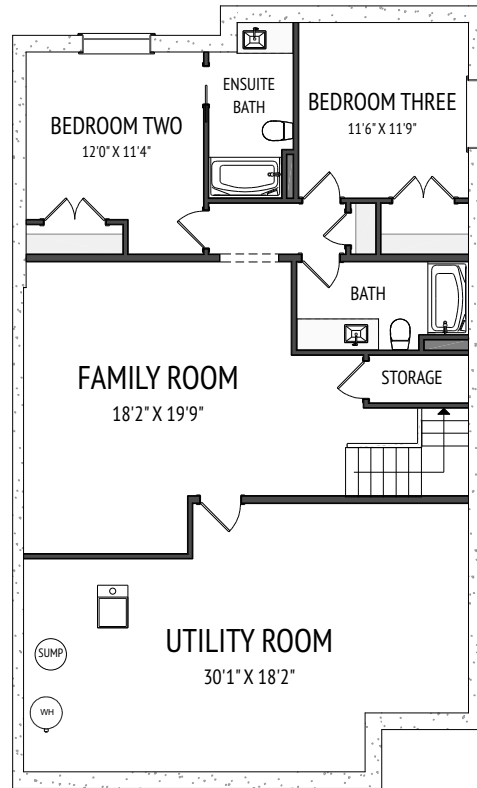 ENSUITE
BATH
BEDROOM TWO
12'0" X 11'4"
BEDROOM THREE
11'6" X 11'9"
BATH
FAMILY ROOM
18'2" X 19'9"
STORAGE
UTILITY ROOM
30'1" X 18'2"
SUMP
WH